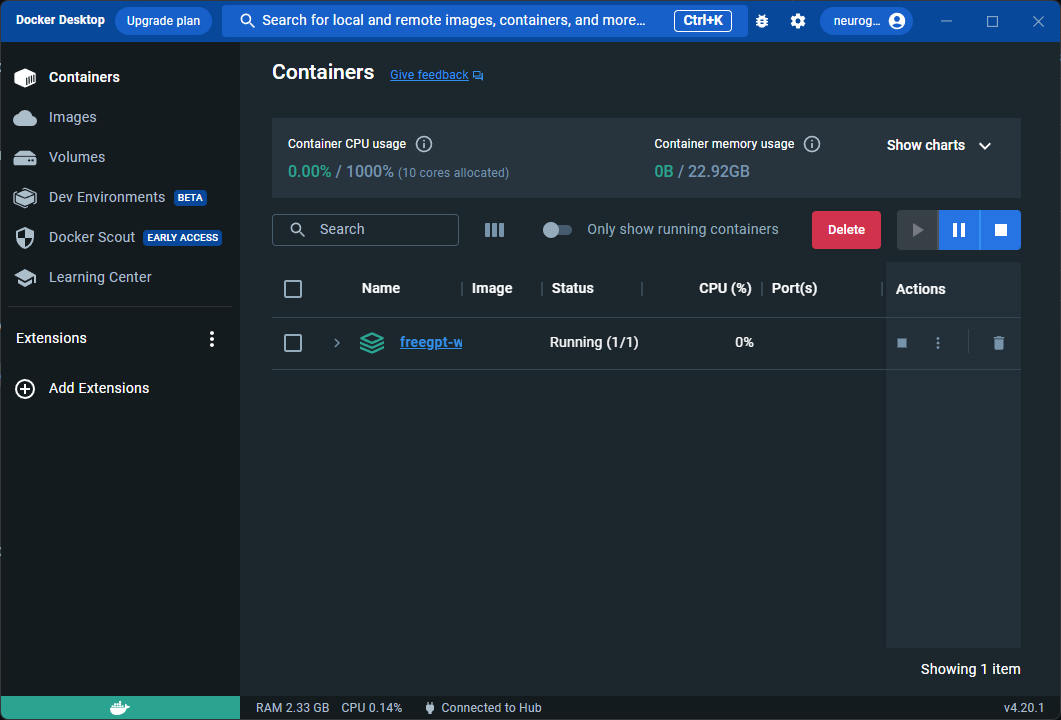 Docker Desktop
Upgrade plan
Search for local and remote images, containers, and more...
Ctrl+K
neurog...
Containers
Images
Volumes
Dev Environments BETA
Docker Scout EARLY ACCESS
Learning Center
Extensions
Add Extensions
Containers Give feedback
Container CPU usage
0.00% / 1000% (10 cores allocated)
Container memory usage
0B / 22.92GB
Show charts
Search
Only show running containers
Delete
Name Image Status CPU (%) Port(s) Actions
freegpt-w Running (1/1) 0%
Showing 1 item
RAM 2.33 GB CPU 0.14% Connected to Hub v4.20.1